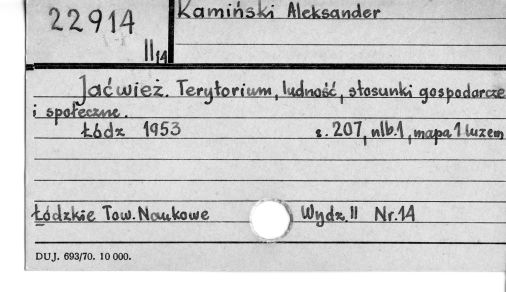 22914
II 14
Kamiński Aleksander
Jaćwież. Terytorium, ludność, stosunki gospodarcze
i społeczne.
Łódz 1953 s. 207, nlb.1, mapa 1 luzem
Łódzkie Tow. Naukowe Wydz. II Nr. 14
DUJ. 693/70. 10 000.